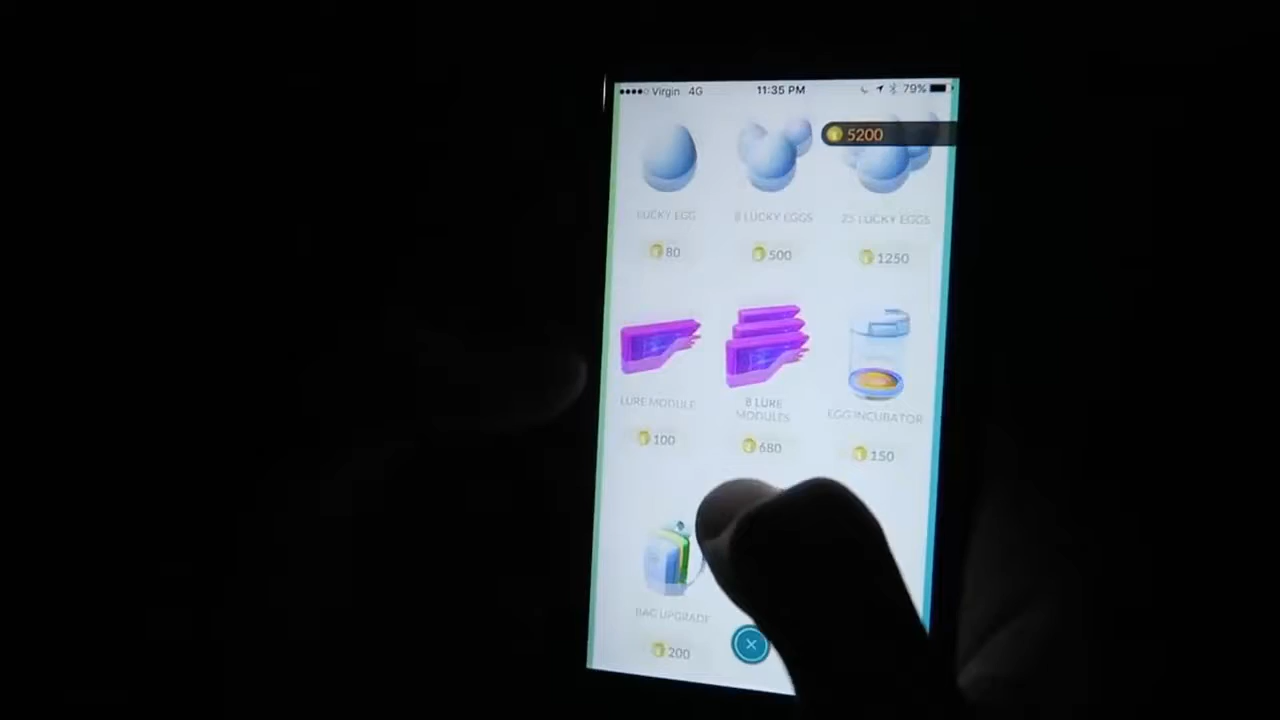 Virgin 4G 11:35 PM 79%
5200
LUCKY EGG 8 LUCKY EGGS 25 LUCKY EGGS
80 500 1250
LURE MODULE 8 LURE MODULES EGG INCUBATOR
100 680 150
BAG UPGRADE
200